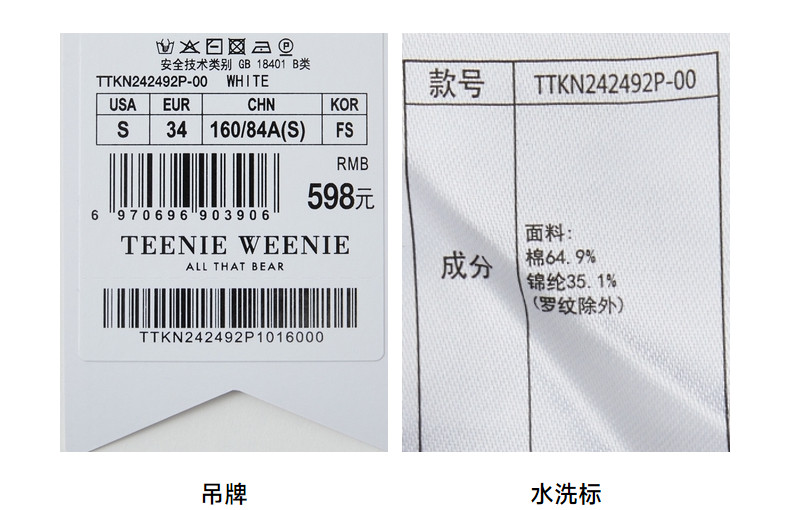 安全技术类别 GB 18401 B类
TTKN242492P-00 WHITE
USA EUR CHN KOR
S 34 160/84A(S) FS
RMB
598元
6 970696 903906
TEENIE WEENIE
ALL THAT BEAR
TTKN242492P1016000
款号 TTKN242492P-00
成分
面料:
棉64.9%
锦纶35.1%
(罗纹除外)
吊牌
水洗标